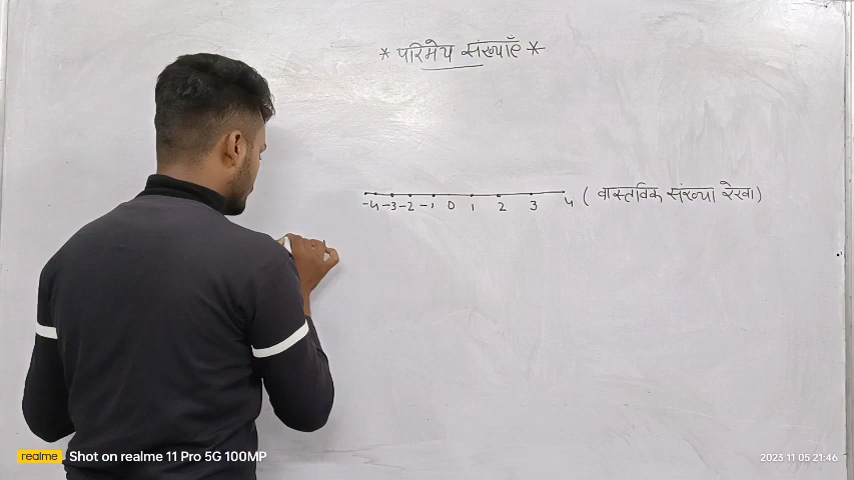 * परिमेय संख्याएँ *
-4 -3 -2 -1 0 1 2 3 4 ( वास्तविक संख्या रेखा)
realme Shot on realme 11 Pro 5G 100MP
2023 11 05 21:46